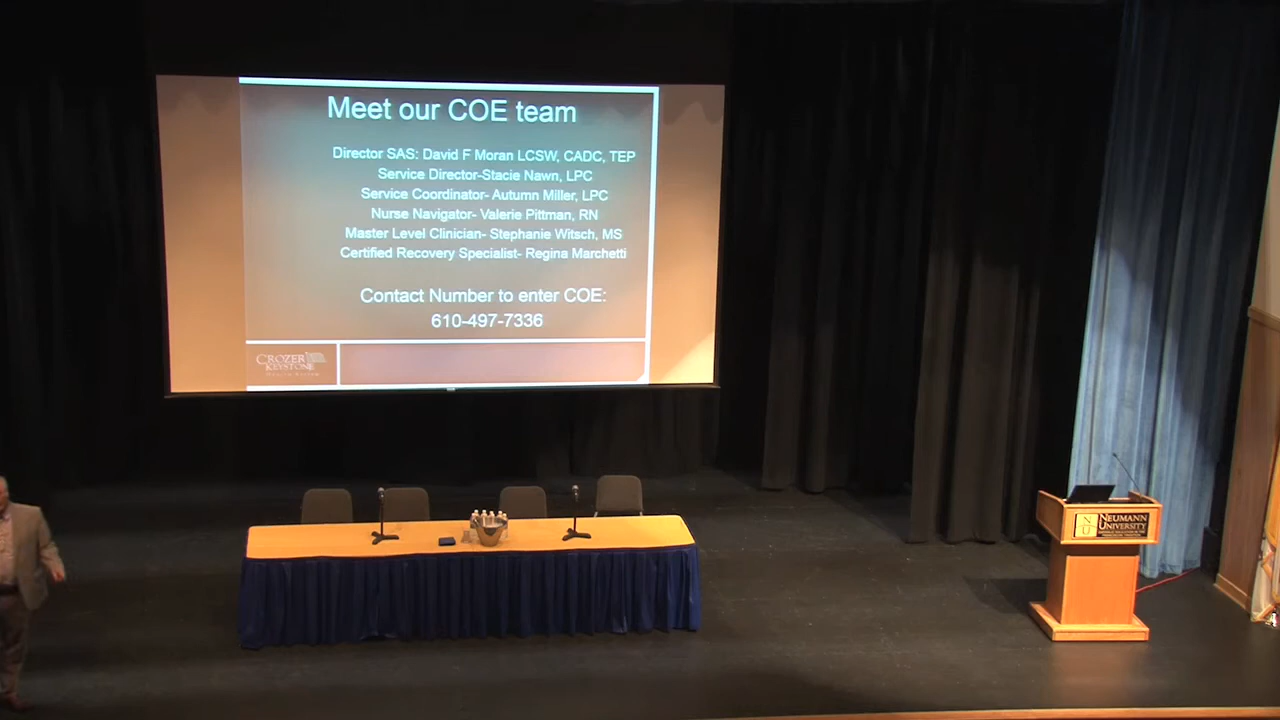 Meet our COE team
Director SAS: David F Moran LCSW, CADC, TEP
Service Director-Stacie Nawn, LPC
Service Coordinator- Autumn Miller, LPC
Nurse Navigator- Valerie Pittman, RN
Master Level Clinician- Stephanie Witsch, MS
Certified Recovery Specialist- Regina Marchetti
Contact Number to enter COE:
610-497-7336
CROZER
KEYSTONE
N
U
NEUMANN
UNIVERSITY